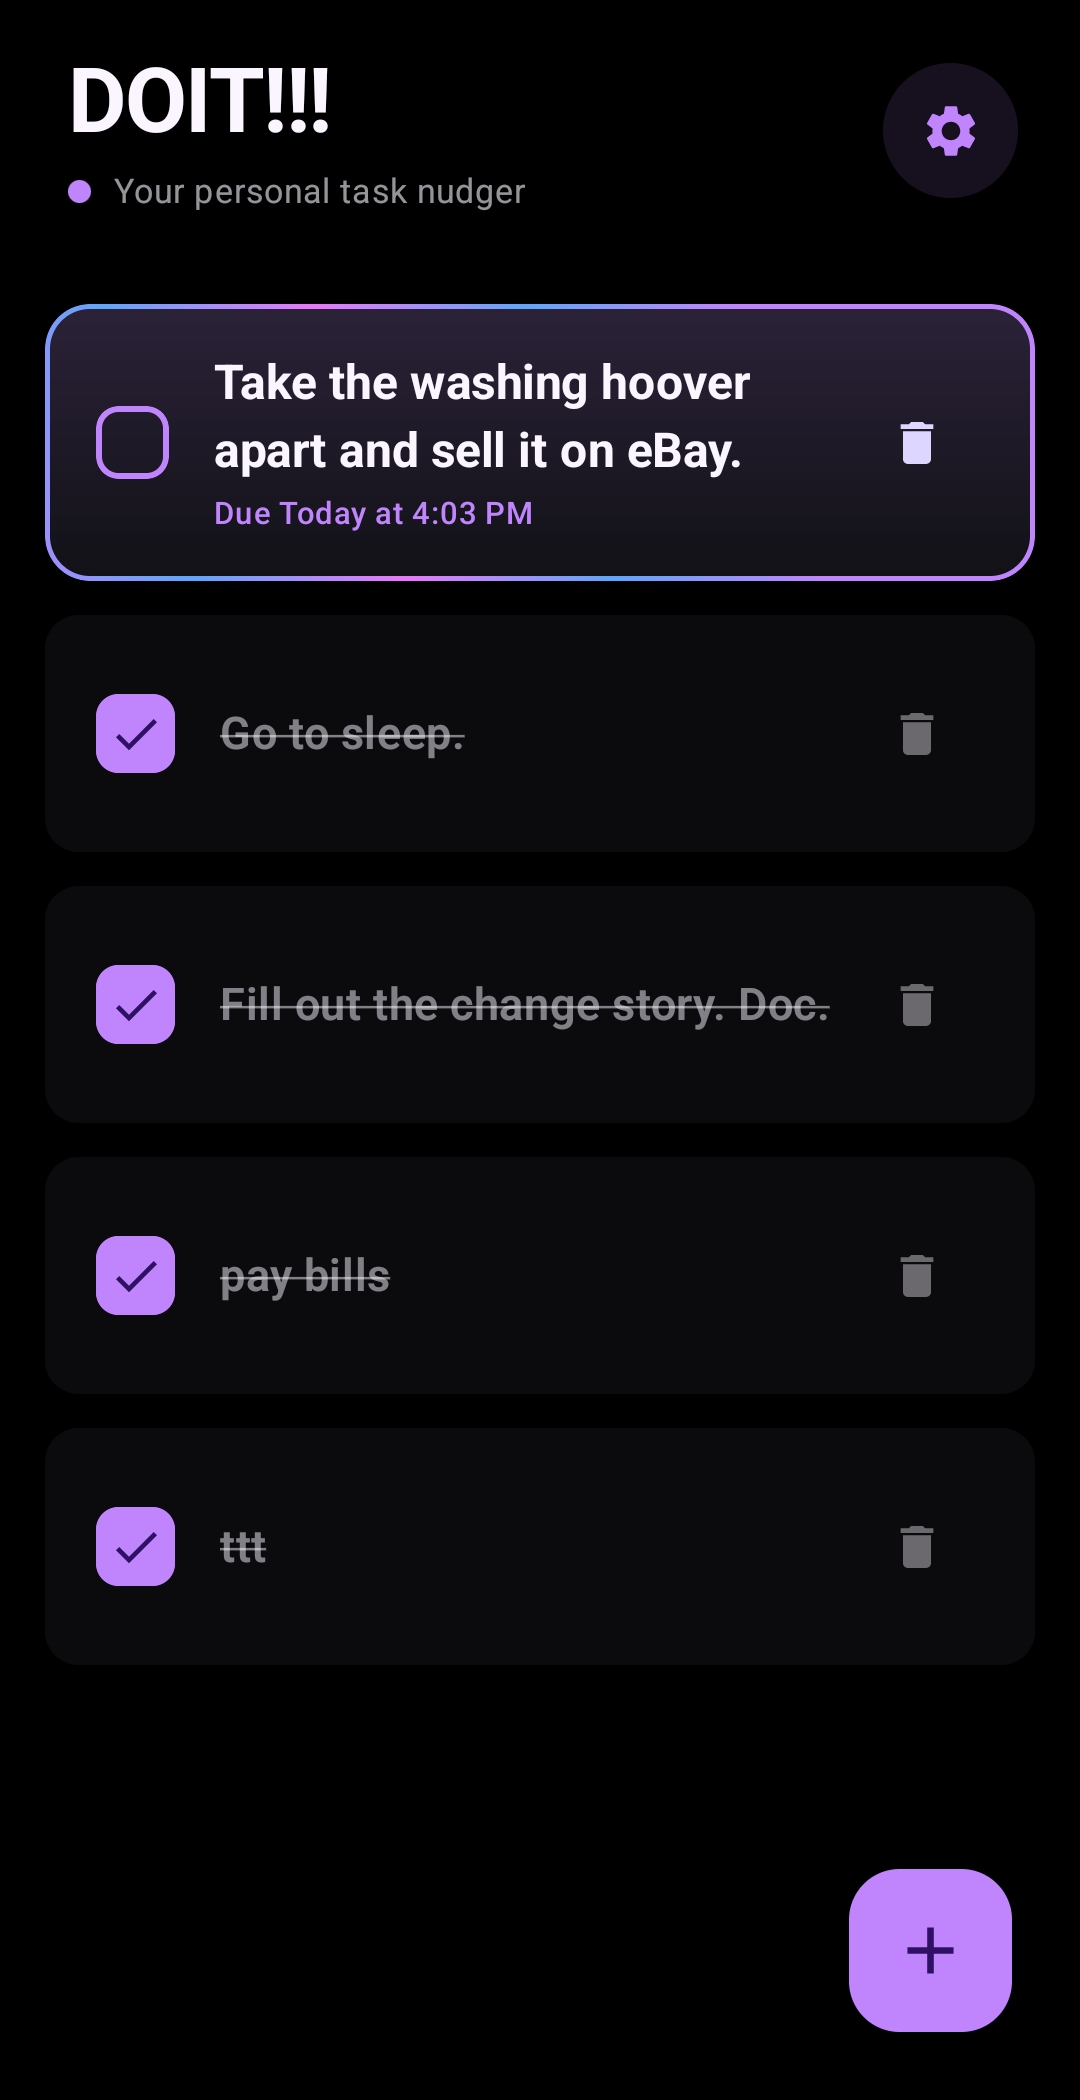 DOIT!!!
Your personal task nudger
Take the washing hoover
apart and sell it on eBay.
Due Today at 4:03 PM
Go to sleep.
Fill out the change story. Doc.
pay bills
ttt